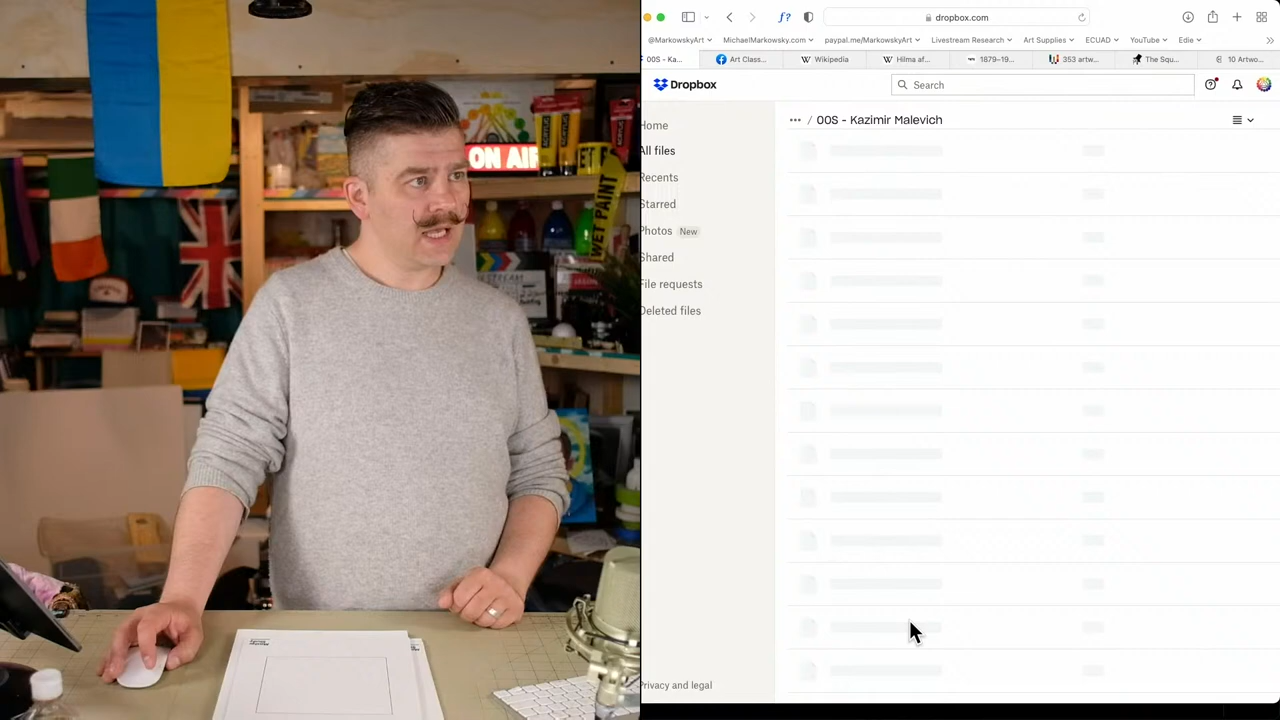 ON AIR
WET PAINT
dropbox.com
@MarkowskyArt
MichaelMarkowsky.com
paypal.me/MarkowskyArt
Livestream Research
Art Supplies
ECUAD
YouTube
Edie
00S - Ka...
Art Class...
Wikipedia
Hilma af...
1879–19...
353 artw...
The Squ...
10 Artwo...
Dropbox
Search
... / 00S - Kazimir Malevich
Home
All files
Recents
Starred
Photos New
Shared
File requests
Deleted files
Privacy and legal